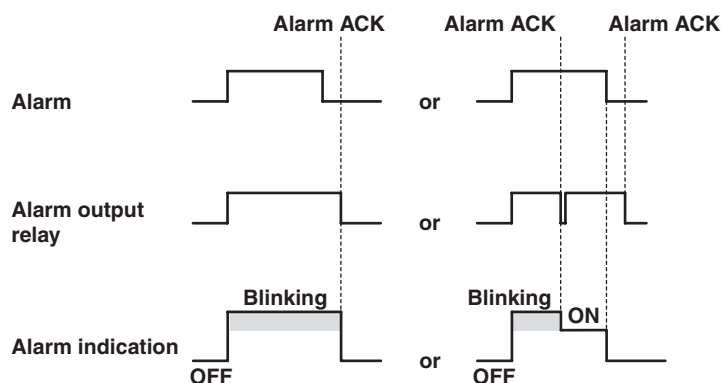 Alarm ACK Alarm ACK Alarm ACK
Alarm or
Alarm output
relay
or
Blinking Blinking ON
Alarm indication or
OFF OFF